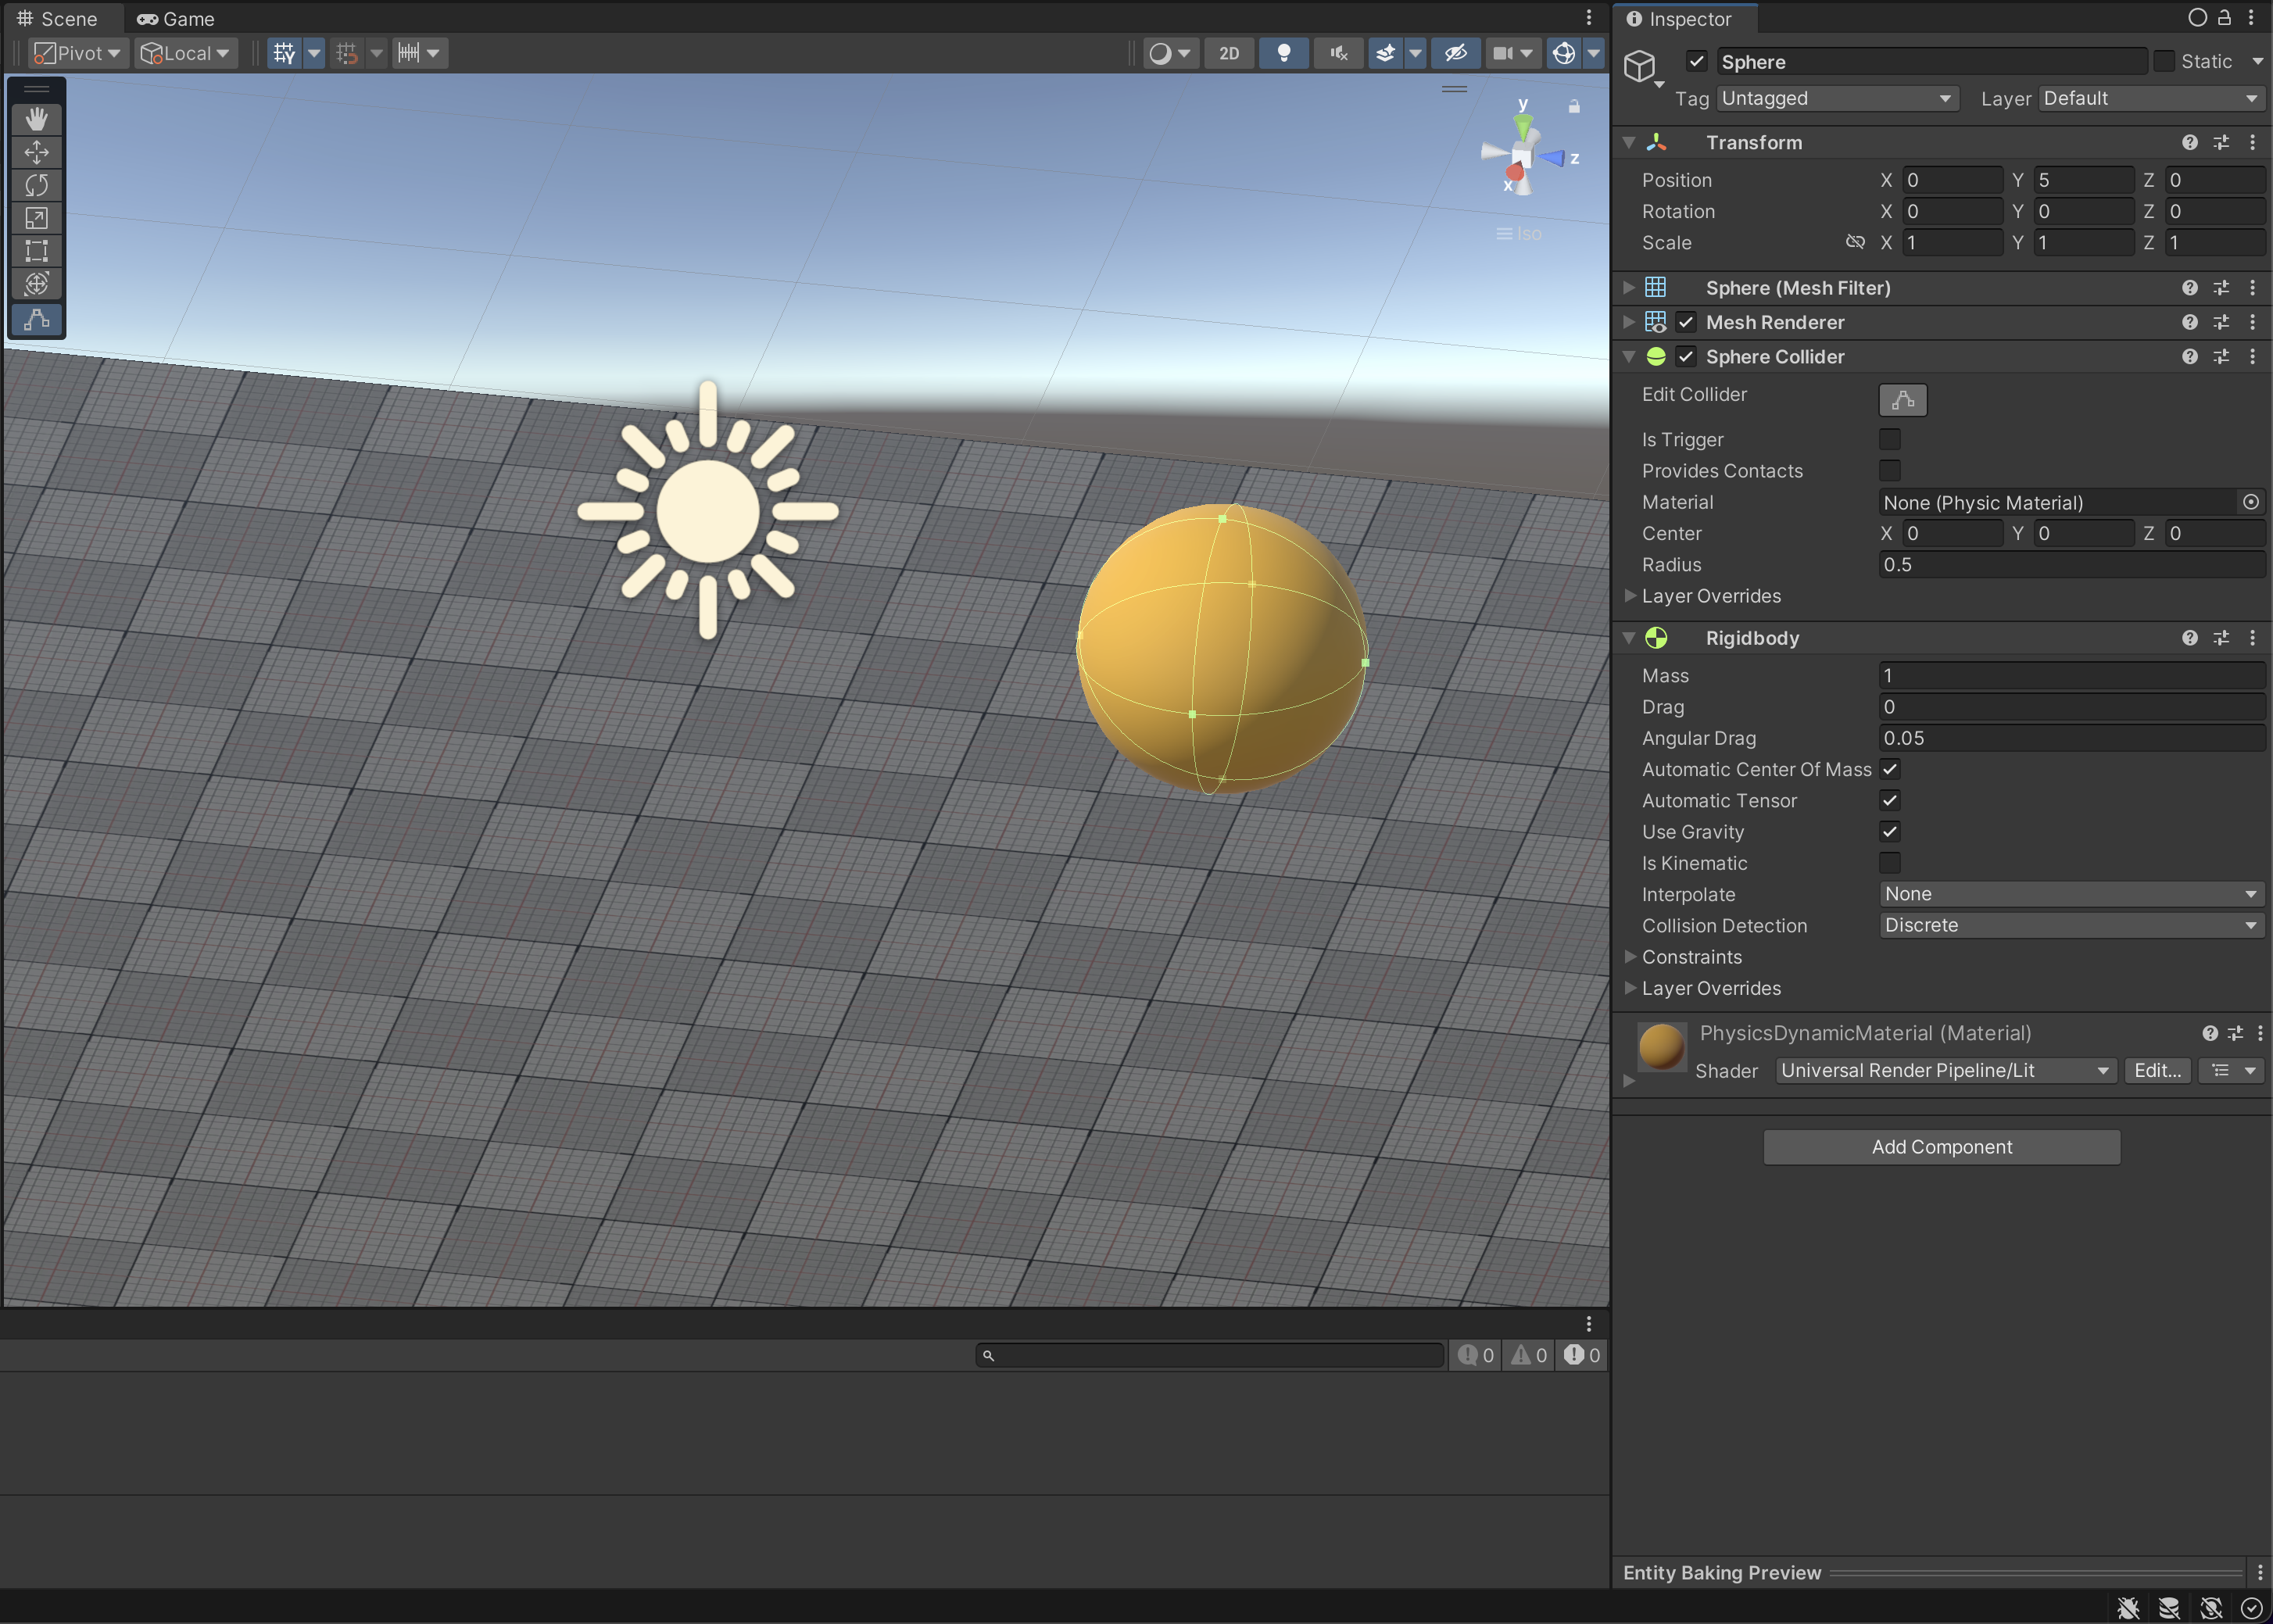 Scene Game
Pivot Local 2D
y
z
x
Iso
0 0 0
Inspector
Sphere Static
Tag Untagged Layer Default
Transform
Position X 0 Y 5 Z 0
Rotation X 0 Y 0 Z 0
Scale X 1 Y 1 Z 1
Sphere (Mesh Filter)
Mesh Renderer
Sphere Collider
Edit Collider
Is Trigger
Provides Contacts
Material None (Physic Material)
Center X 0 Y 0 Z 0
Radius 0.5
Layer Overrides
Rigidbody
Mass 1
Drag 0
Angular Drag 0.05
Automatic Center Of Mass
Automatic Tensor
Use Gravity
Is Kinematic
Interpolate None
Collision Detection Discrete
Constraints
Layer Overrides
PhysicsDynamicMaterial (Material)
Shader Universal Render Pipeline/Lit Edit...
Add Component
Entity Baking Preview